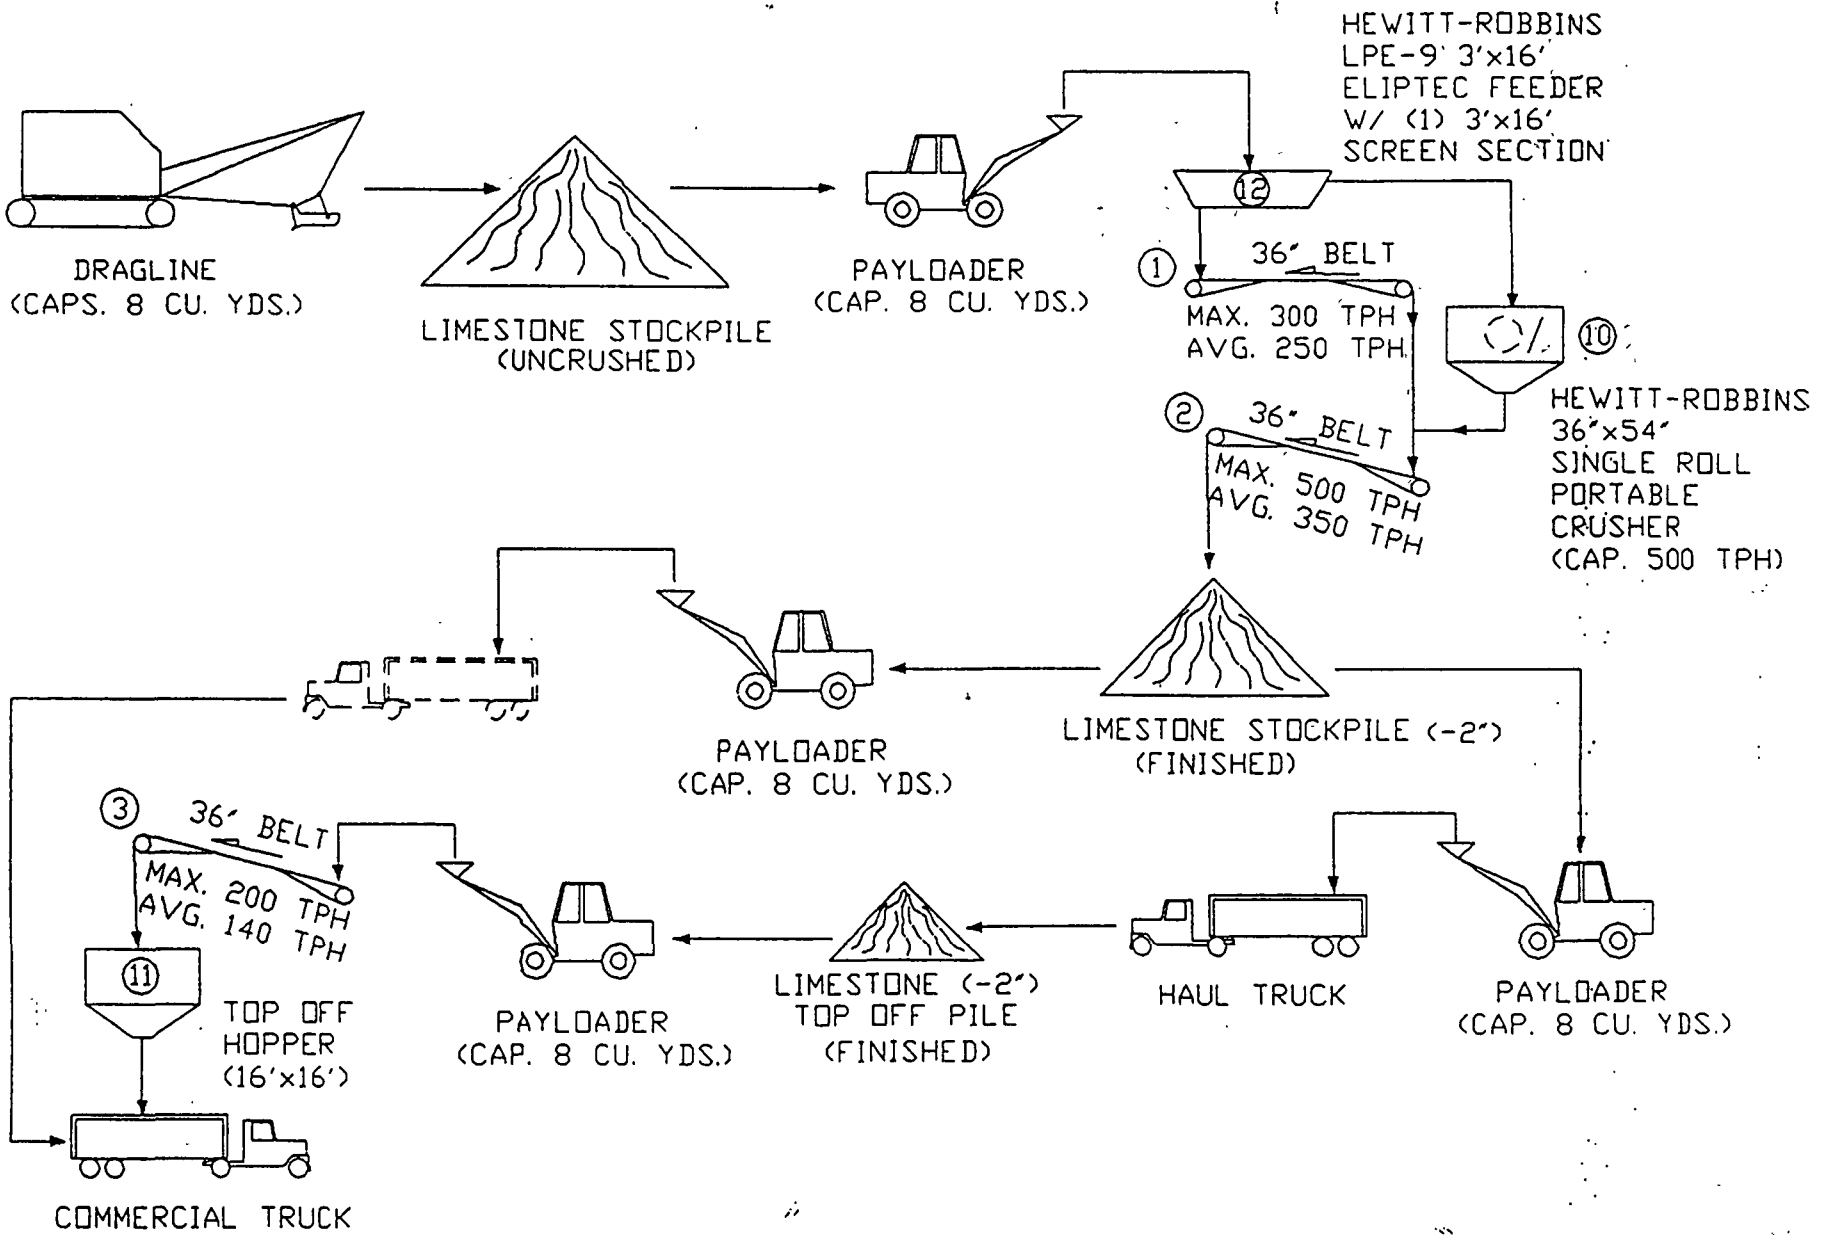 HEWITT-ROBBINS
LPE-9 3'x16'
ELIPTEC FEEDER
W/ (1) 3'x16'
SCREEN SECTION
12
DRAGLINE
(CAPS. 8 CU. YDS.)
LIMESTONE STOCKPILE
(UNCRUSHED)
PAYLOADER
(CAP. 8 CU. YDS.)
1
36" BELT
MAX. 300 TPH
AVG. 250 TPH
10
HEWITT-ROBBINS
36"x54"
SINGLE ROLL
PORTABLE
CRUSHER
(CAP. 500 TPH)
2
36" BELT
MAX. 500 TPH
AVG. 350 TPH
LIMESTONE STOCKPILE (-2")
(FINISHED)
PAYLOADER
(CAP. 8 CU. YDS.)
3
36" BELT
MAX. 200 TPH
AVG. 140 TPH
11
TOP OFF
HOPPER
(16'x16')
PAYLOADER
(CAP. 8 CU. YDS.)
LIMESTONE (-2")
TOP OFF PILE
(FINISHED)
HAUL TRUCK
PAYLOADER
(CAP. 8 CU. YDS.)
COMMERCIAL TRUCK